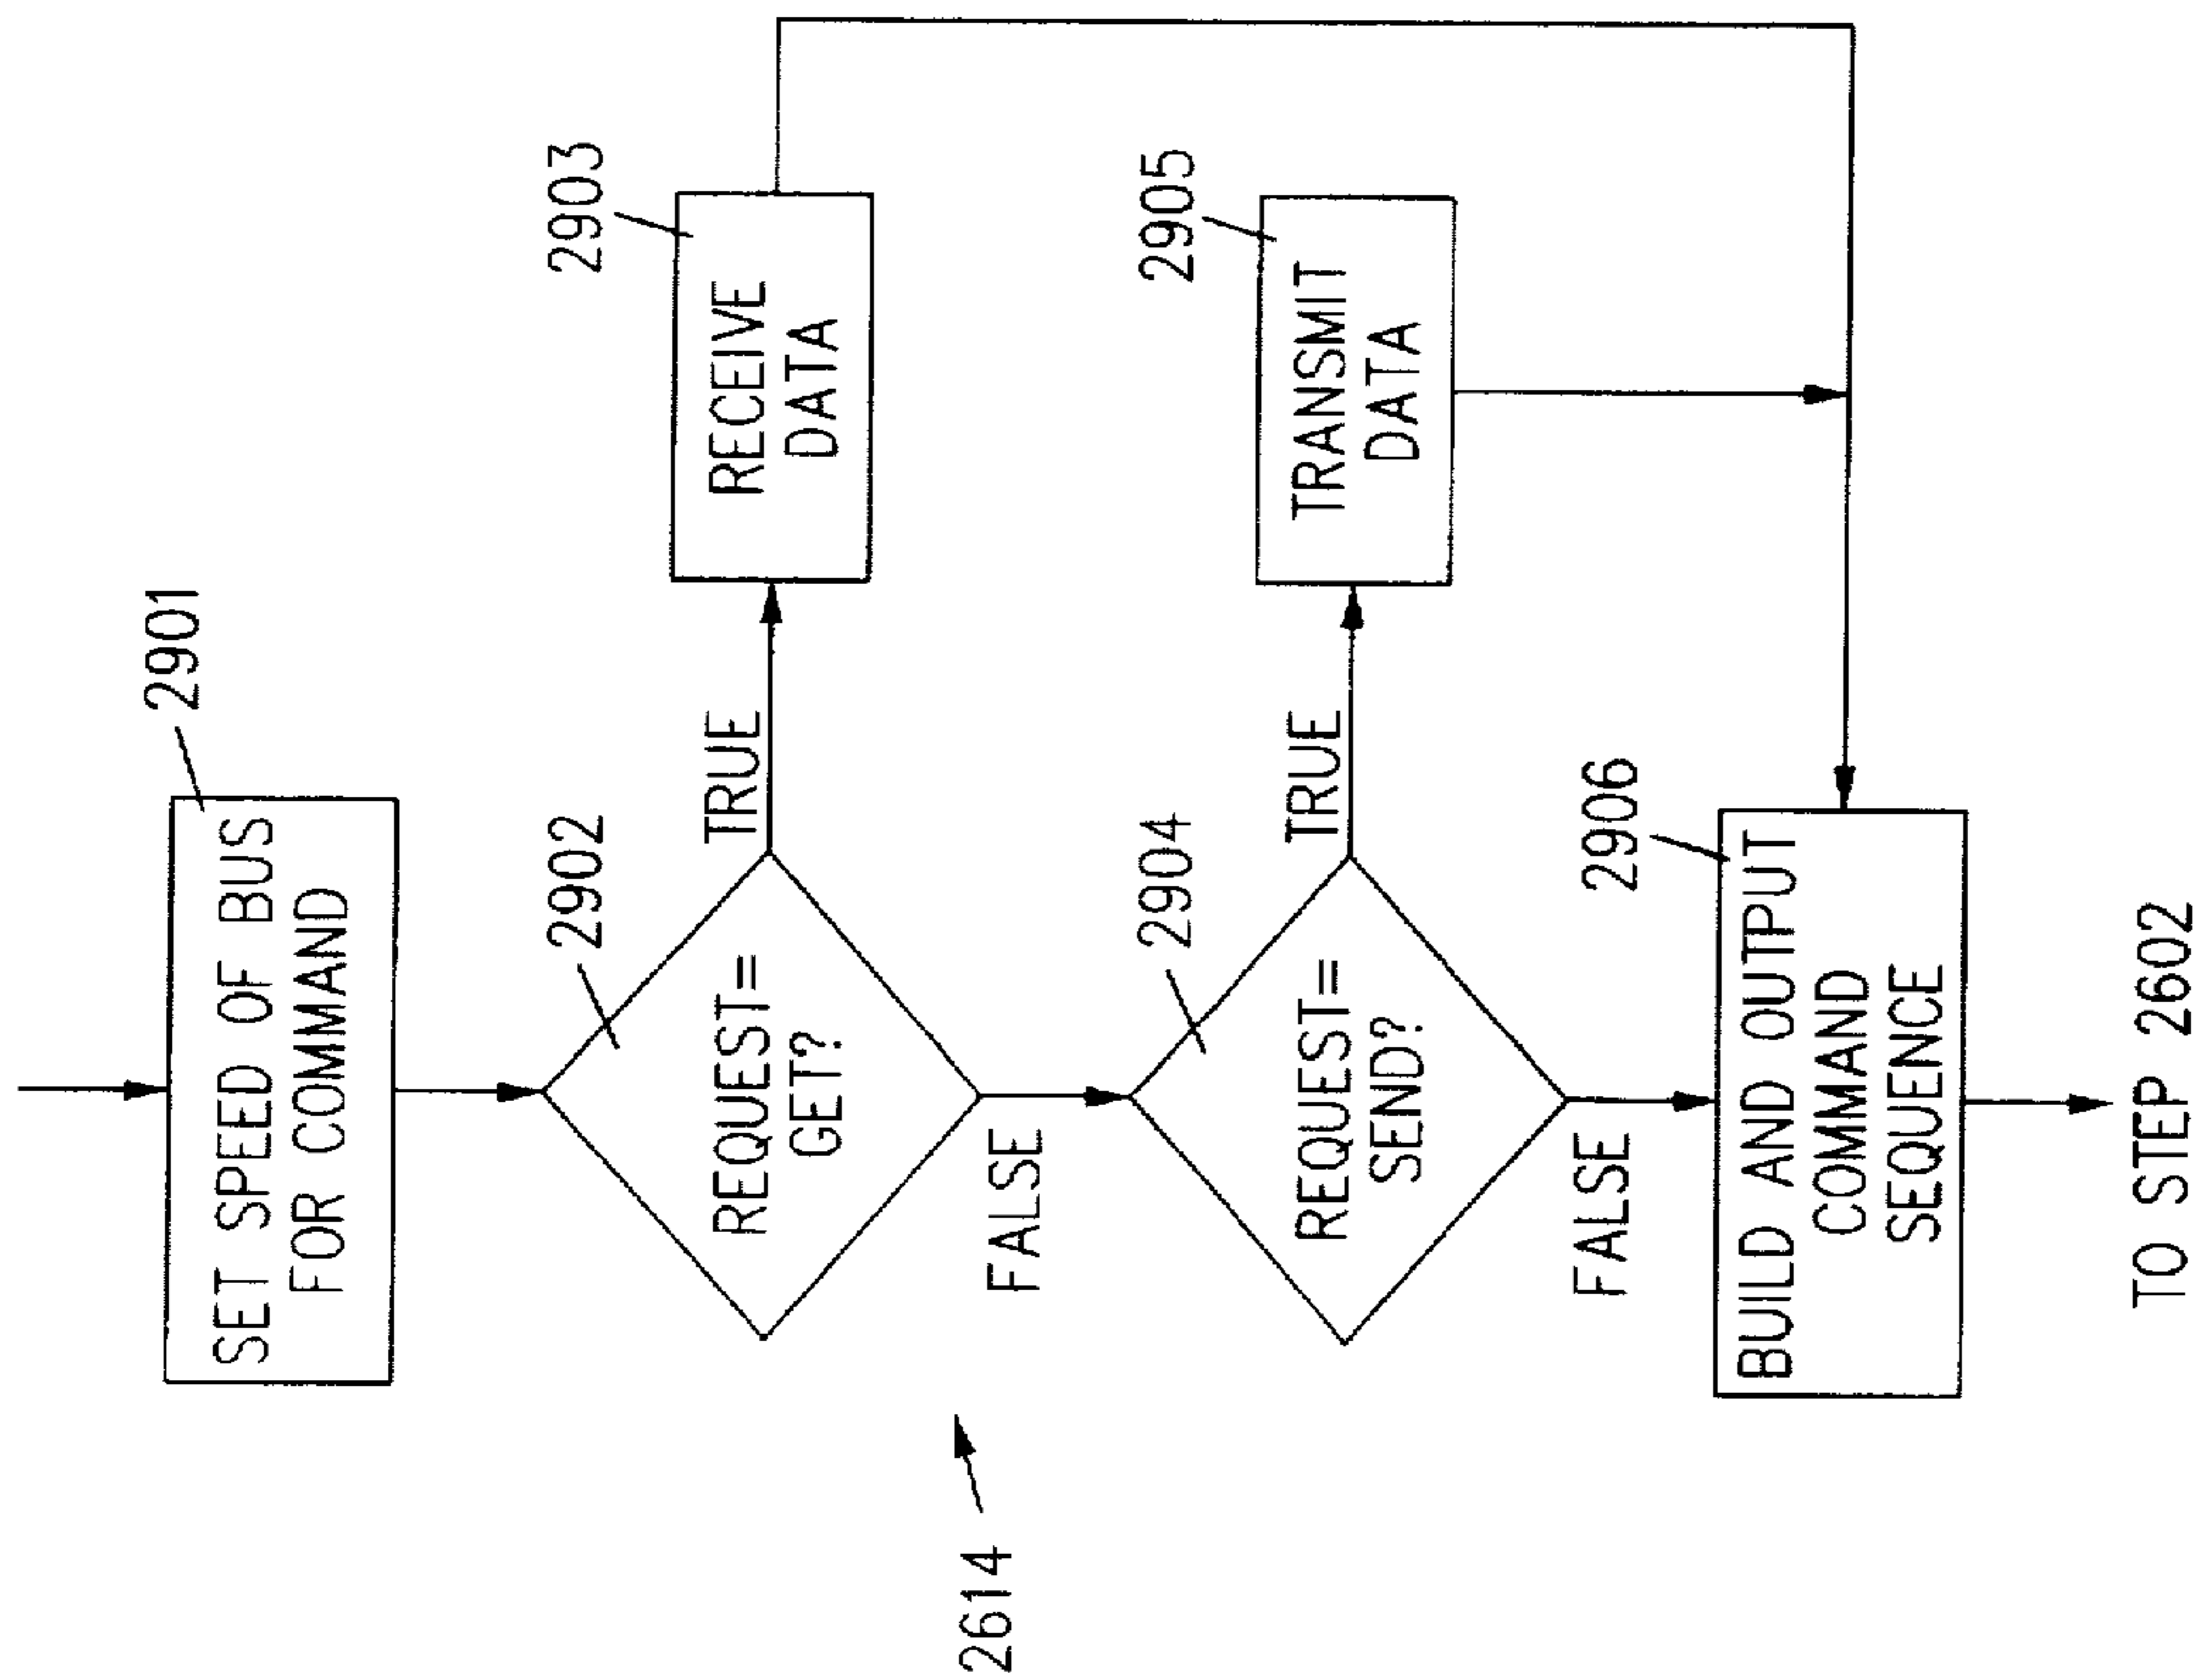 2901
SET SPEED OF BUS
FOR COMMAND
2902
REQUEST=
GET?
TRUE
2903
RECEIVE
DATA
FALSE
2614
2904
REQUEST=
SEND?
TRUE
2905
TRANSMIT
DATA
FALSE
2906
BUILD AND OUTPUT
COMMAND
SEQUENCE
TO STEP 2602